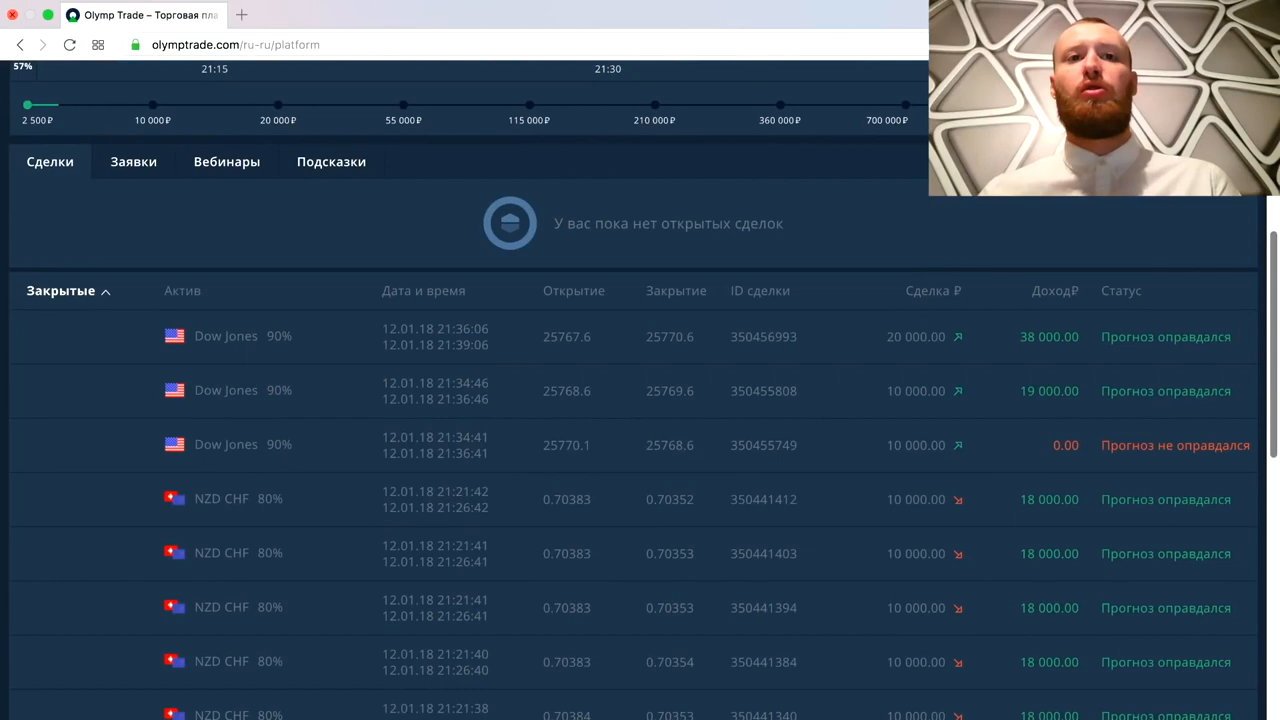 Olymp Trade – Торговая пла
olymptrade.com/ru-ru/platform
57%
21:15 21:30
2 500₽ 10 000₽ 20 000₽ 55 000₽ 115 000₽ 210 000₽ 360 000₽ 700 000₽
Сделки Заявки Вебинары Подсказки
У вас пока нет открытых сделок
Закрытые Актив Дата и время Открытие Закрытие ID сделки Сделка ₽ Доход₽ Статус
12.01.18 21:36:06
Dow Jones 90% 25767.6 25770.6 350456993 20 000.00 38 000.00 Прогноз оправдался
12.01.18 21:39:06
12.01.18 21:34:46
Dow Jones 90% 25768.6 25769.6 350455808 10 000.00 19 000.00 Прогноз оправдался
12.01.18 21:36:46
12.01.18 21:34:41
Dow Jones 90% 25770.1 25768.6 350455749 10 000.00 0.00 Прогноз не оправдался
12.01.18 21:36:41
12.01.18 21:21:42
NZD CHF 80% 0.70383 0.70352 350441412 10 000.00 18 000.00 Прогноз оправдался
12.01.18 21:26:42
12.01.18 21:21:41
NZD CHF 80% 0.70383 0.70353 350441403 10 000.00 18 000.00 Прогноз оправдался
12.01.18 21:26:41
12.01.18 21:21:41
NZD CHF 80% 0.70383 0.70353 350441394 10 000.00 18 000.00 Прогноз оправдался
12.01.18 21:26:41
12.01.18 21:21:40
NZD CHF 80% 0.70383 0.70354 350441384 10 000.00 18 000.00 Прогноз оправдался
12.01.18 21:26:40
12.01.18 21:21:38
NZD CHF 80% 0.70384 0.70353 350441340 10 000.00 18 000.00 Прогноз оправдался